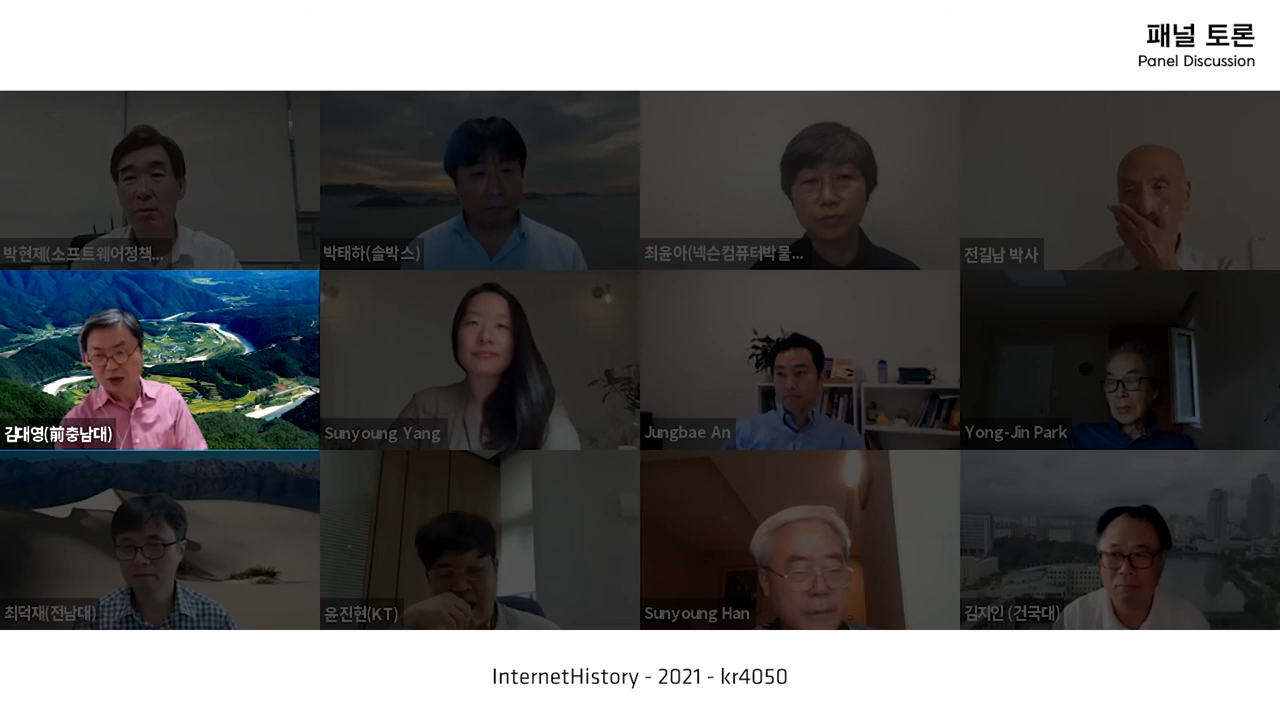 패널 토론
Panel Discussion
박현제(소프트웨어정책...
박태하(솔박스)
최윤아(넥슨컴퓨터박물...
전길남 박사
김대영(前충남대)
Sunyoung Yang
Jungbae An
Yong-Jin Park
최덕재(전남대)
윤진현(KT)
Sunyoung Han
김지인 (건국대)
InternetHistory - 2021 - kr4050